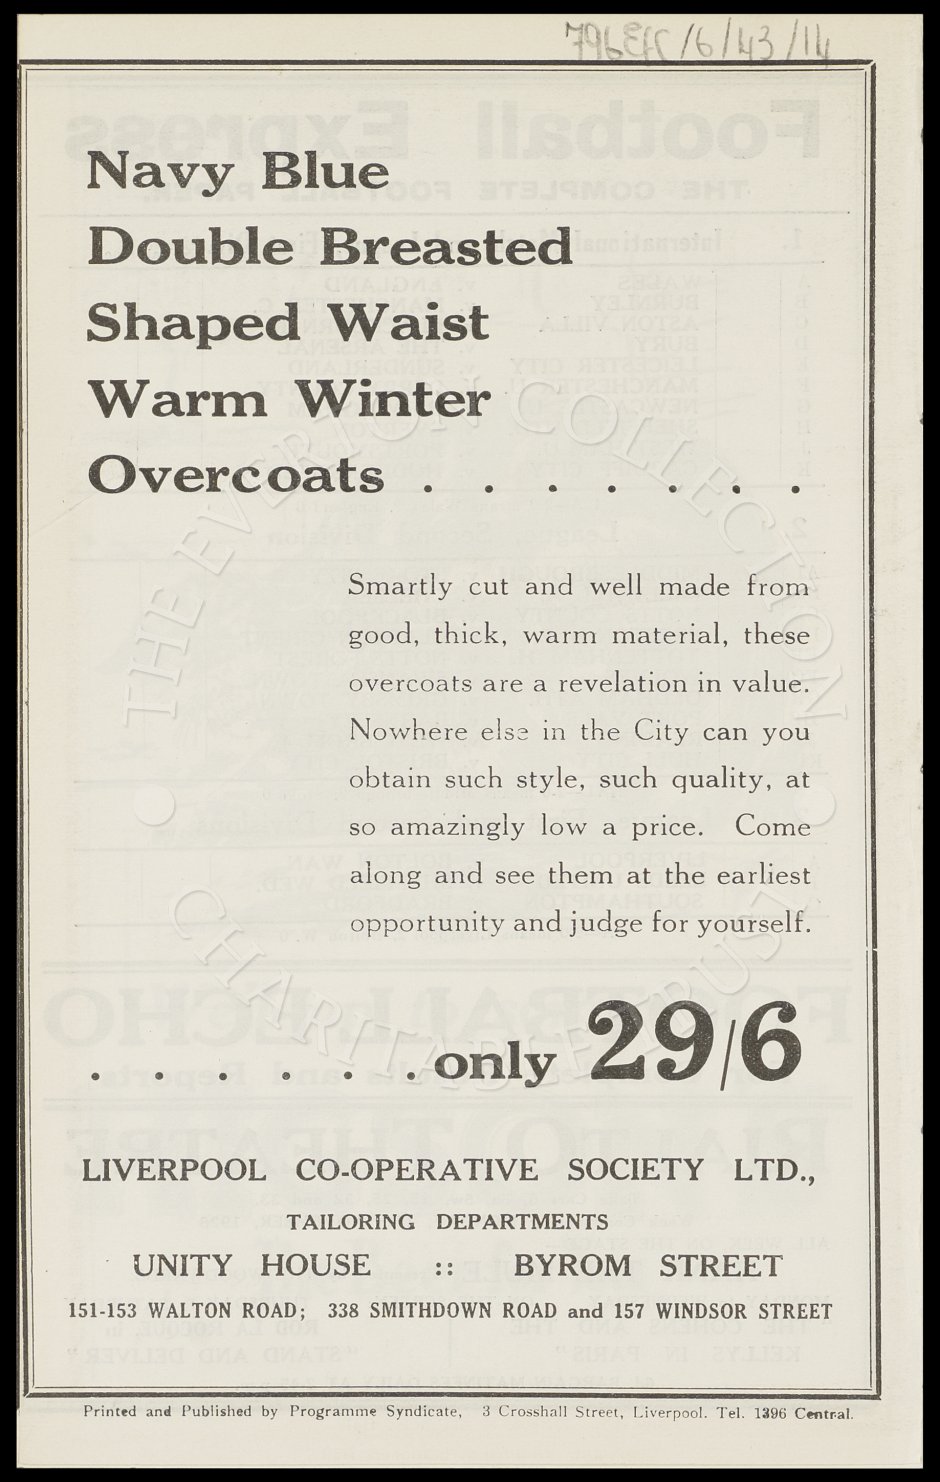 796EFC/6/43/14
Navy Blue
Double Breasted
Shaped Waist
Warm Winter
Overcoats . . . . . . .
Smartly cut and well made from
good, thick, warm material, these
overcoats are a revelation in value.
Nowhere else in the City can you
obtain such style, such quality, at
so amazingly low a price. Come
along and see them at the earliest
opportunity and judge for yourself.
. . . . . . only 29/6
LIVERPOOL CO-OPERATIVE SOCIETY LTD.,
TAILORING DEPARTMENTS
UNITY HOUSE :: BYROM STREET
151-153 WALTON ROAD; 338 SMITHDOWN ROAD and 157 WINDSOR STREET
Printed and Published by Programme Syndicate, 3 Crosshall Street, Liverpool. Tel. 1396 Central.
THE EVERTON COLLECTION
CHARITABLE TRUST